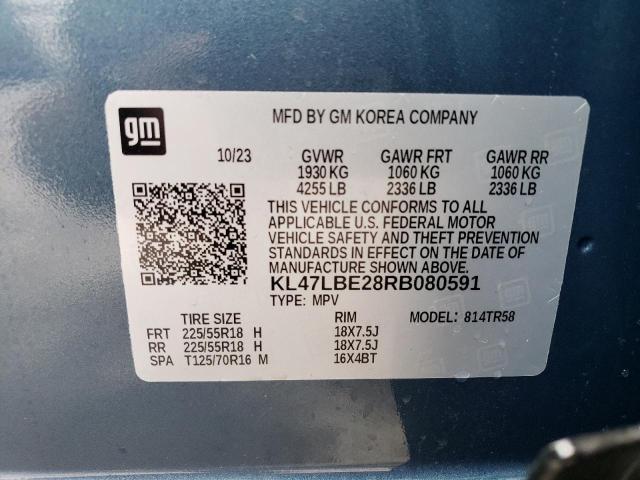 gm
MFD BY GM KOREA COMPANY
10/23 GVWR GAWR FRT GAWR RR
1930 KG 1060 KG 1060 KG
4255 LB 2336 LB 2336 LB
THIS VEHICLE CONFORMS TO ALL
APPLICABLE U.S. FEDERAL MOTOR
VEHICLE SAFETY AND THEFT PREVENTION
STANDARDS IN EFFECT ON THE DATE OF
MANUFACTURE SHOWN ABOVE.
KL47LBE28RB080591
TYPE: MPV
TIRE SIZE RIM MODEL: 814TR58
FRT 225/55R18 H 18X7.5J
RR 225/55R18 H 18X7.5J
SPA T125/70R16 M 16X4BT